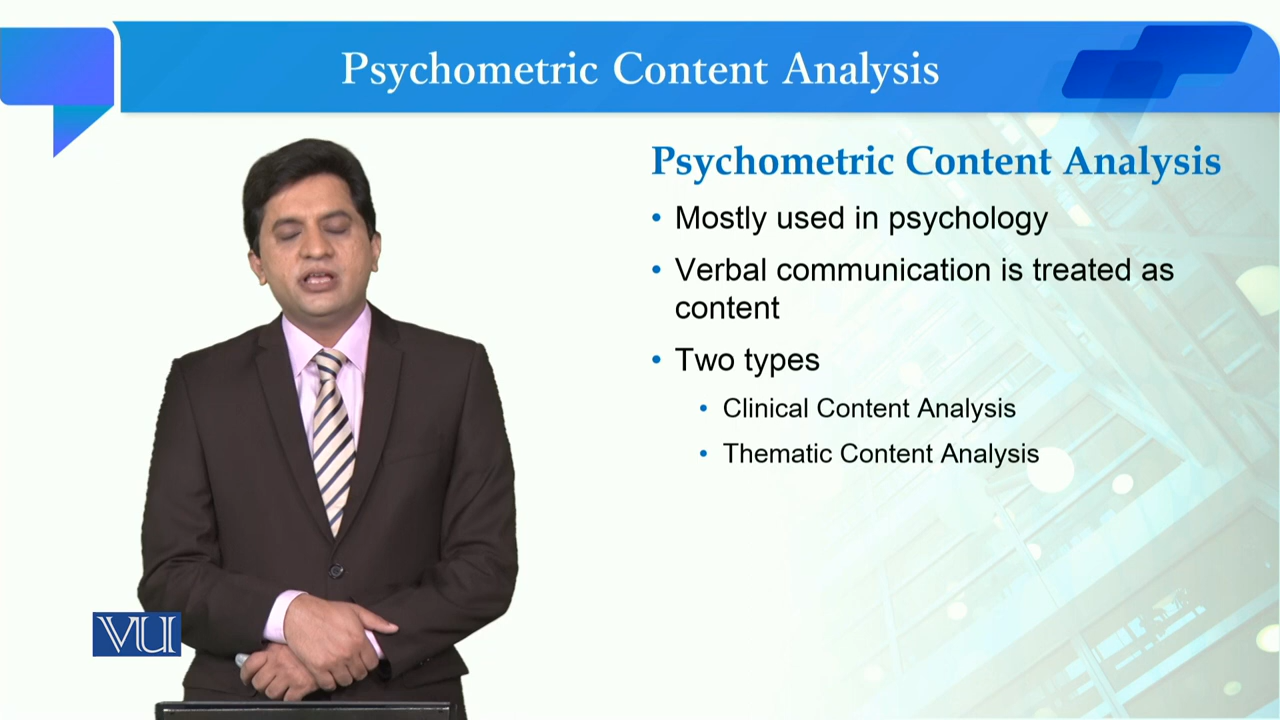 Psychometric Content Analysis
Psychometric Content Analysis
• Mostly used in psychology
• Verbal communication is treated as
content
• Two types
• Clinical Content Analysis
• Thematic Content Analysis
VU